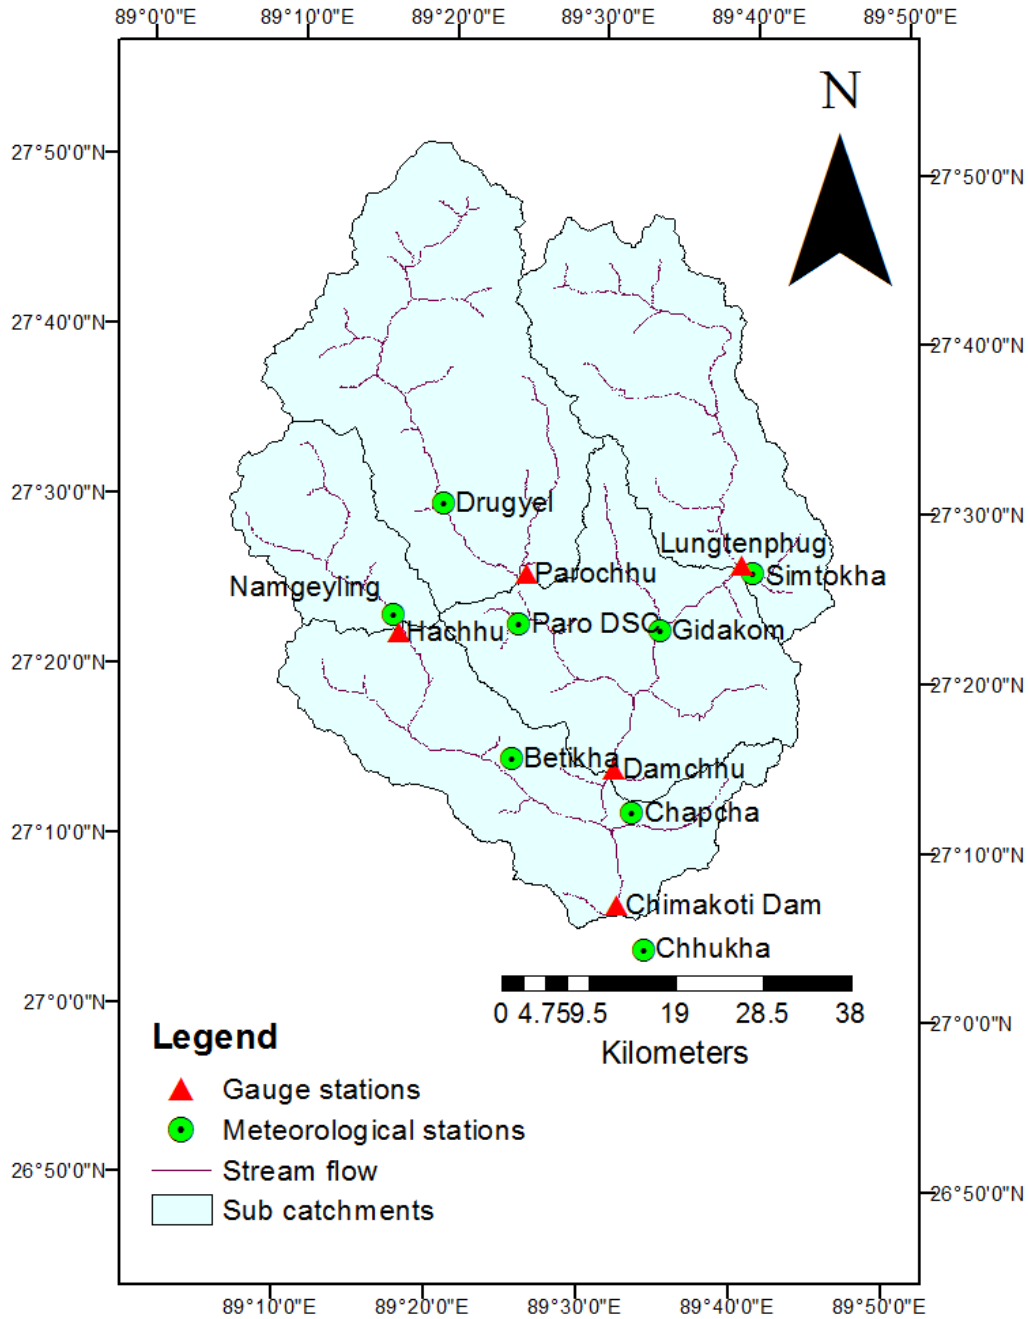 89°0'0"E 89°10'0"E 89°20'0"E 89°30'0"E 89°40'0"E 89°50'0"E
N
27°50'0"N
27°50'0"N
27°40'0"N
27°40'0"N
27°30'0"N
27°30'0"N
Drugyel
Lungtenphug
Parochhu
Simtokha
Namgeyling
Hachhu
Paro DSC
Gidakom
27°20'0"N
27°20'0"N
Betikha
Damchhu
Chapcha
27°10'0"N
27°10'0"N
Chimakoti Dam
Chhukha
27°0'0"N
27°0'0"N
0 4.75 9.5 19 28.5 38
Kilometers
Legend
Gauge stations
Meteorological stations
Stream flow
Sub catchments
26°50'0"N
26°50'0"N
89°10'0"E 89°20'0"E 89°30'0"E 89°40'0"E 89°50'0"E